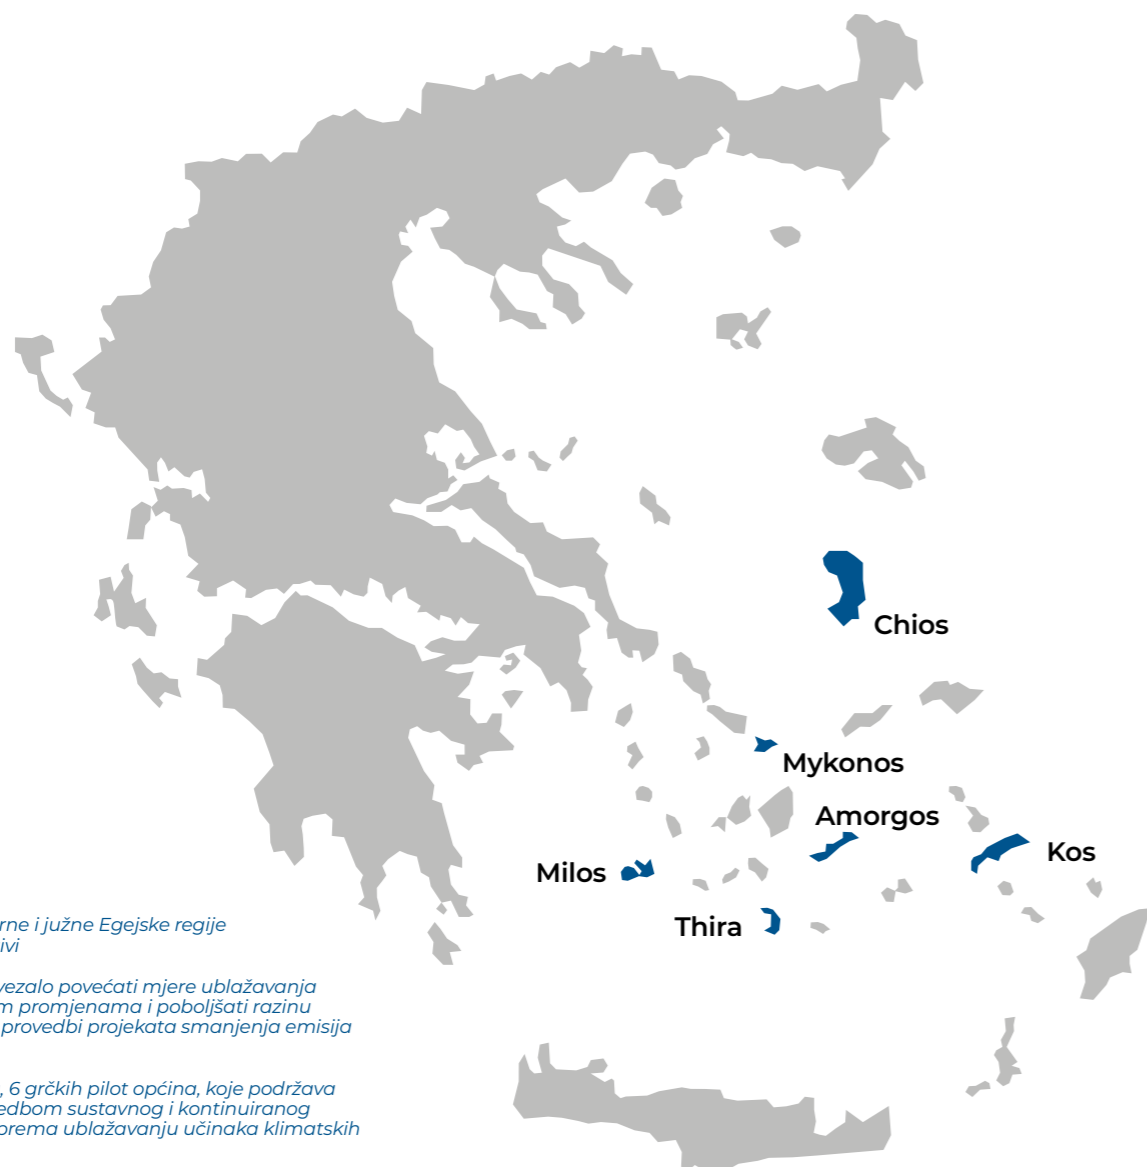 Chios
Mykonos
Amorgos
Kos
Milos
Thira
rne i južne Egejske regije
ivi
vezalo povećati mjere ublažavanja
m promjenama i poboljšati razinu
provedbi projekata smanjenja emisija
, 6 grčkih pilot općina, koje podržava
edbom sustavnog i kontinuiranog
prema ublažavanju učinaka klimatskih